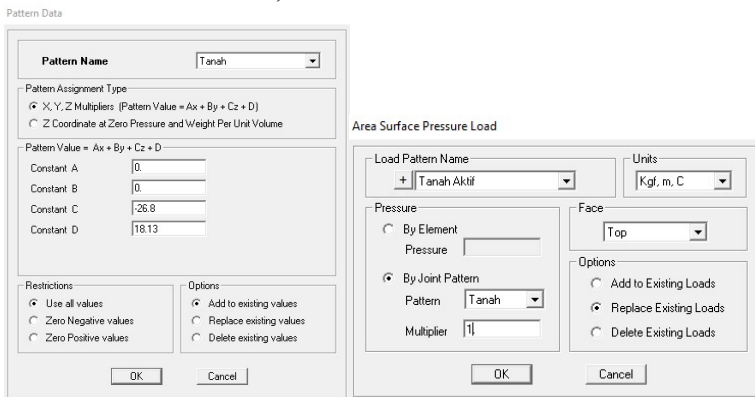 Pattern Data
Pattern Name Tanah
Pattern Assignment Type
X, Y, Z Multipliers (Pattern Value = Ax + By + Cz + D)
Z Coordinate at Zero Pressure and Weight Per Unit Volume
Pattern Value = Ax + By + Cz + D
Constant A 0.
Constant B 0.
Constant C -26.8
Constant D 18.13
Restrictions
Use all values
Zero Negative values
Zero Positive values
Options
Add to existing values
Replace existing values
Delete existing values
OK Cancel
Area Surface Pressure Load
Load Pattern Name
+ Tanah Aktif
Units
Kgf, m, C
Pressure
By Element
Pressure
By Joint Pattern
Pattern Tanah
Multiplier 1
Face
Top
Options
Add to Existing Loads
Replace Existing Loads
Delete Existing Loads
OK Cancel